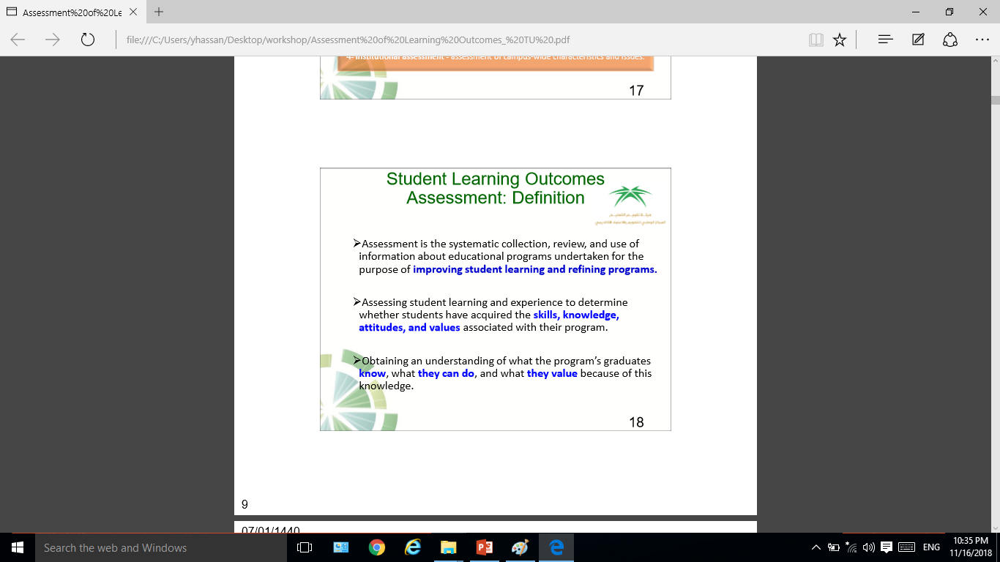 Assessment%20of%20Le
file:///C:/Users/yhassan/Desktop/workshop/Assessment%20of%20Learning%20Outcomes_%20TU%20.pdf
4- Institutional assessment - assessment of campus-wide characteristics and issues.
17
Student Learning Outcomes
Assessment: Definition
Assessment is the systematic collection, review, and use of
information about educational programs undertaken for the
purpose of improving student learning and refining programs.
Assessing student learning and experience to determine
whether students have acquired the skills, knowledge,
attitudes, and values associated with their program.
Obtaining an understanding of what the program’s graduates
know, what they can do, and what they value because of this
knowledge.
18
9
07/01/1440
Search the web and Windows
ENG
10:35 PM
11/16/2018